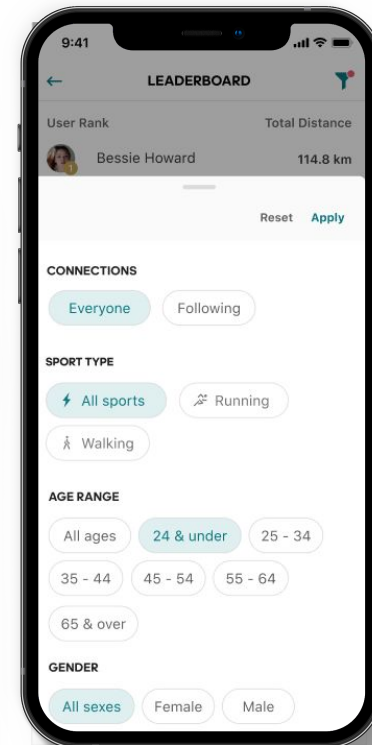 9:41
LEADERBOARD
User Rank Total Distance
1
Bessie Howard 114.8 km
Reset Apply
CONNECTIONS
Everyone Following
SPORT TYPE
All sports Running
Walking
AGE RANGE
All ages 24 & under 25 - 34
35 - 44 45 - 54 55 - 64
65 & over
GENDER
All sexes Female Male